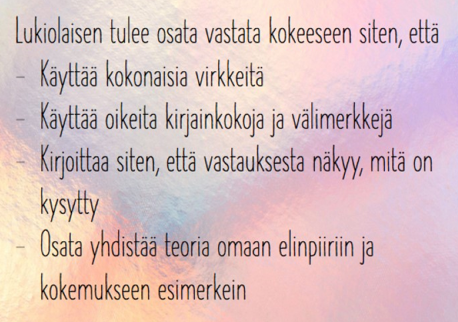 Lukiolaisen tulee osata vastata kokeeseen siten, että
- Käyttää kokonaisia virkkeitä
- Käyttää oikeita kirjainkokoja ja välimerkkejä
- Kirjoittaa siten, että vastauksesta näkyy, mitä on
kysytty
- Osata yhdistää teoria omaan elinpiiriin ja
kokemukseen esimerkein